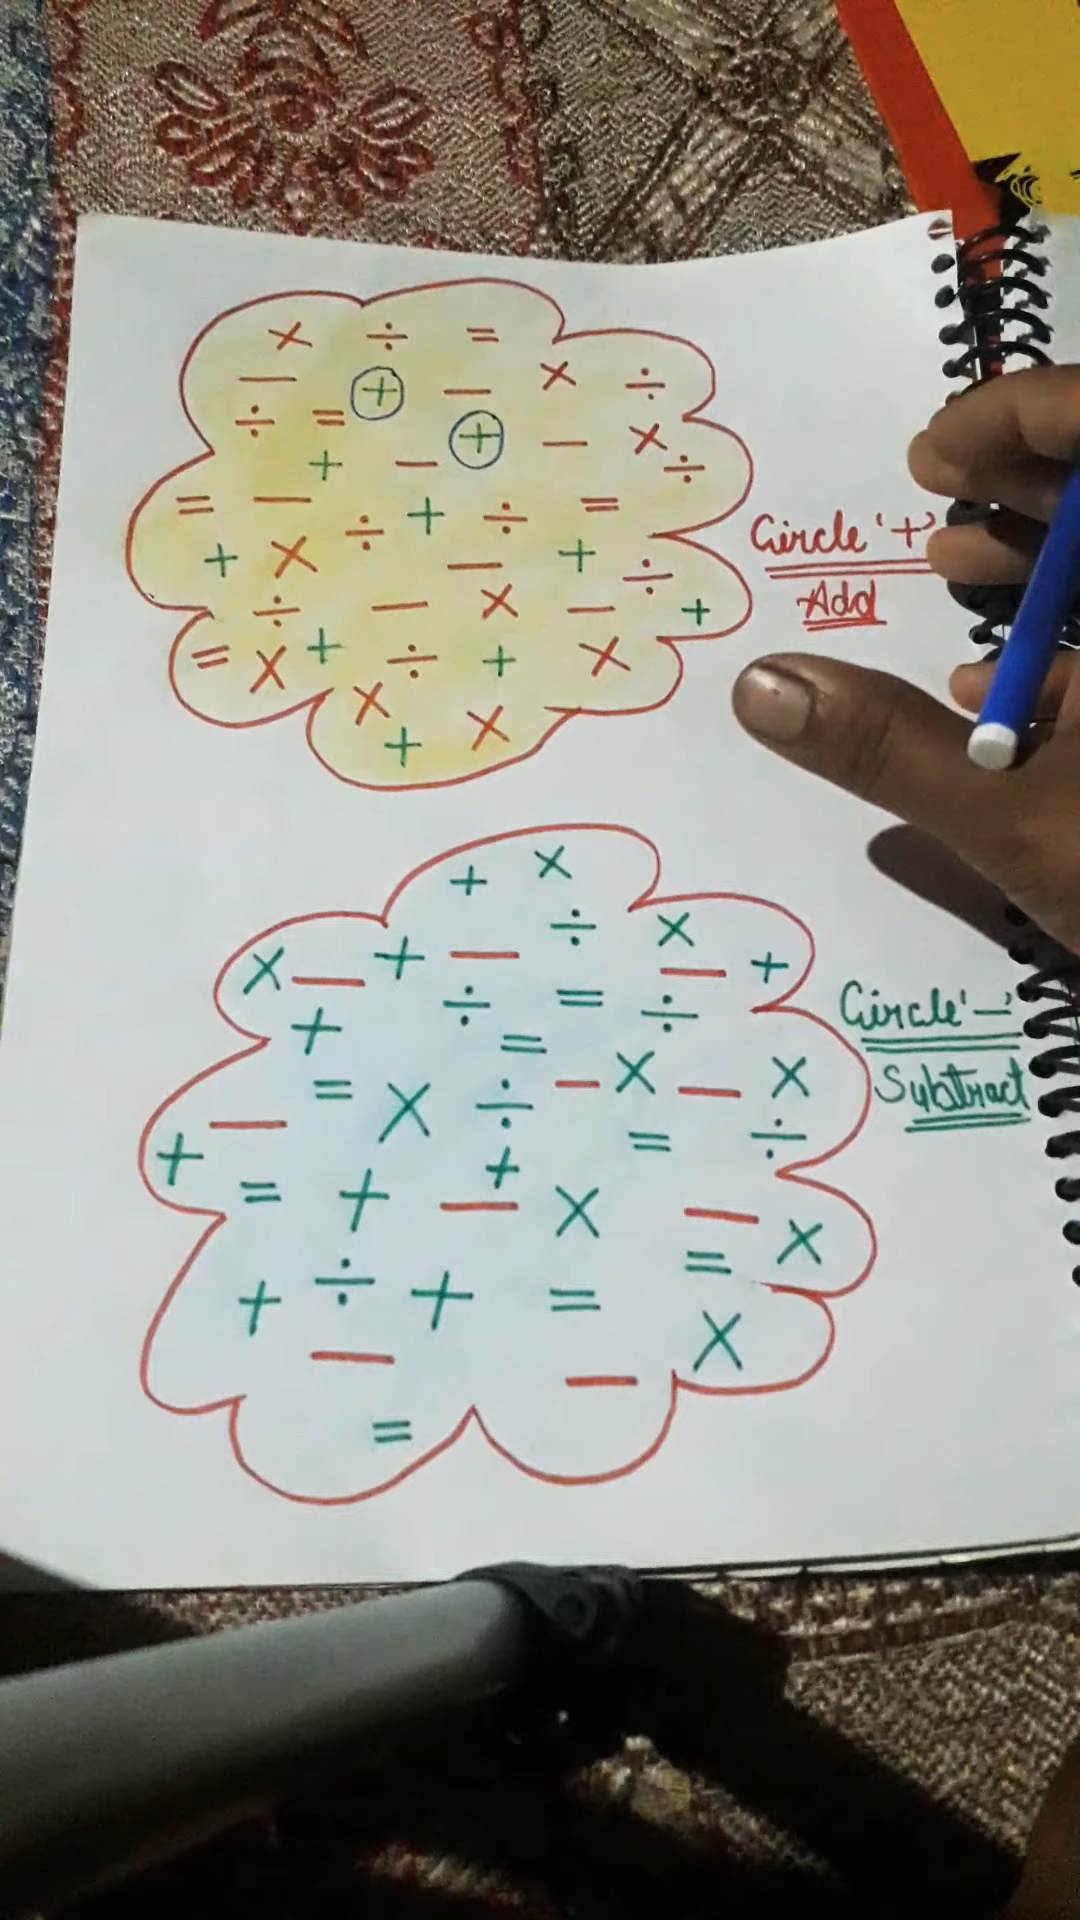 × ÷ =
— + — × ÷
÷ = + — ×
+ — ÷
= — ÷ + ÷ =
+ × — + ÷
÷ — × — +
= × + ÷ + ×
× + ×
Circle '+'
Add
+ ×
÷ ×
× — + — — +
÷ = ÷
+ =
= × ÷ — × — ×
— = ÷
+ +
= + — × — ×
=
+ ÷ + =
— ×
—
=
Circle '—'
Subtract